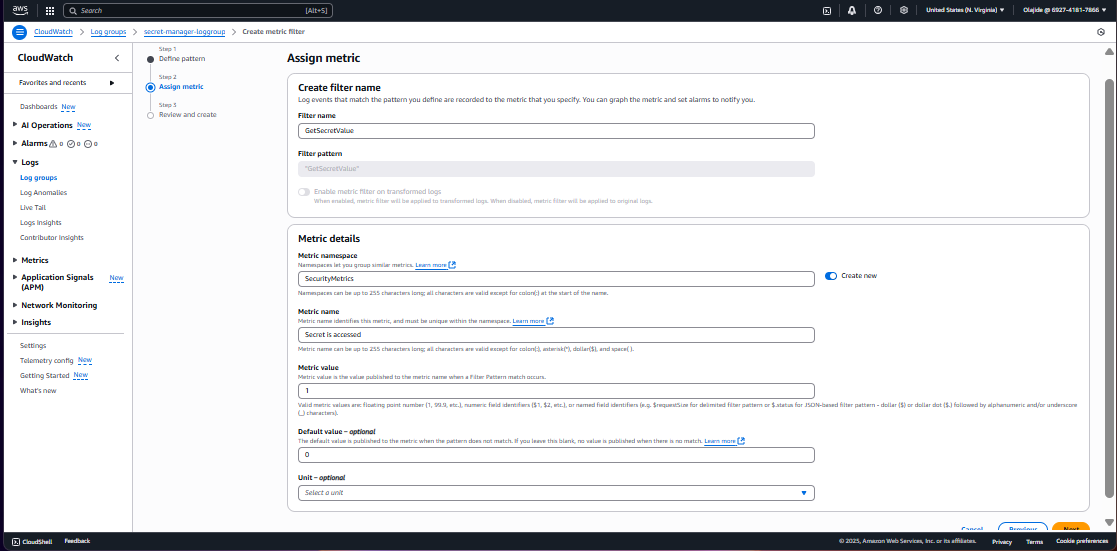 aws
Search
[Alt+S]
United States (N. Virginia)
Olajide @ 6927-4181-7866
CloudWatch
Log groups
secret-manager-loggroup
Create metric filter
CloudWatch
Favorites and recents
Dashboards New
AI Operations New
Alarms 0 0 0
Logs
Log groups
Log Anomalies
Live Tail
Logs Insights
Contributor Insights
Metrics
Application Signals (APM) New
Network Monitoring
Insights
Settings
Telemetry config New
Getting Started New
What's new
Step 1
Define pattern
Step 2
Assign metric
Step 3
Review and create
Assign metric
Create filter name
Log events that match the pattern you define are recorded to the metric that you specify. You can graph the metric and set alarms to notify you.
Filter name
GetSecretValue
Filter pattern
"GetSecretValue"
Enable metric filter on transformed logs
When enabled, metric filter will be applied to transformed logs. When disabled, metric filter will be applied to original logs.
Metric details
Metric namespace
Namespaces let you group similar metrics. Learn more
SecurityMetrics
Create new
Namespaces can be up to 255 characters long; all characters are valid except for colon(:) at the start of the name.
Metric name
Metric name identifies this metric, and must be unique within the namespace. Learn more
Secret is accessed
Metric name can be up to 255 characters long; all characters are valid except for colon(:), asterisk(*), dollar($), and space( ).
Metric value
Metric value is the value published to the metric name when a Filter Pattern match occurs.
1
Valid metric values are: floating point number (1, 99.9, etc.), numeric field identifiers ($1, $2, etc.), or named field identifiers (e.g. $requestSize for delimited filter pattern or $.status for JSON-based filter pattern - dollar ($) or dollar dot ($.) followed by alphanumeric and/or underscore
(_) characters).
Default value – optional
The default value is published to the metric when the pattern does not match. If you leave this blank, no value is published when there is no match. Learn more
0
Unit – optional
Select a unit
Cancel
Previous
Next
CloudShell
Feedback
© 2025, Amazon Web Services, Inc. or its affiliates.
Privacy
Terms
Cookie preferences